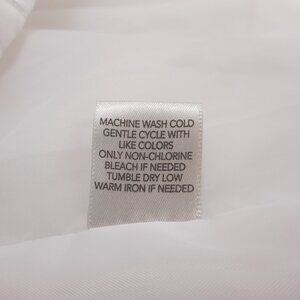 MACHINE WASH COLD
GENTLE CYCLE WITH
LIKE COLORS
ONLY NON-CHLORINE
BLEACH IF NEEDED
TUMBLE DRY LOW
WARM IRON IF NEEDED